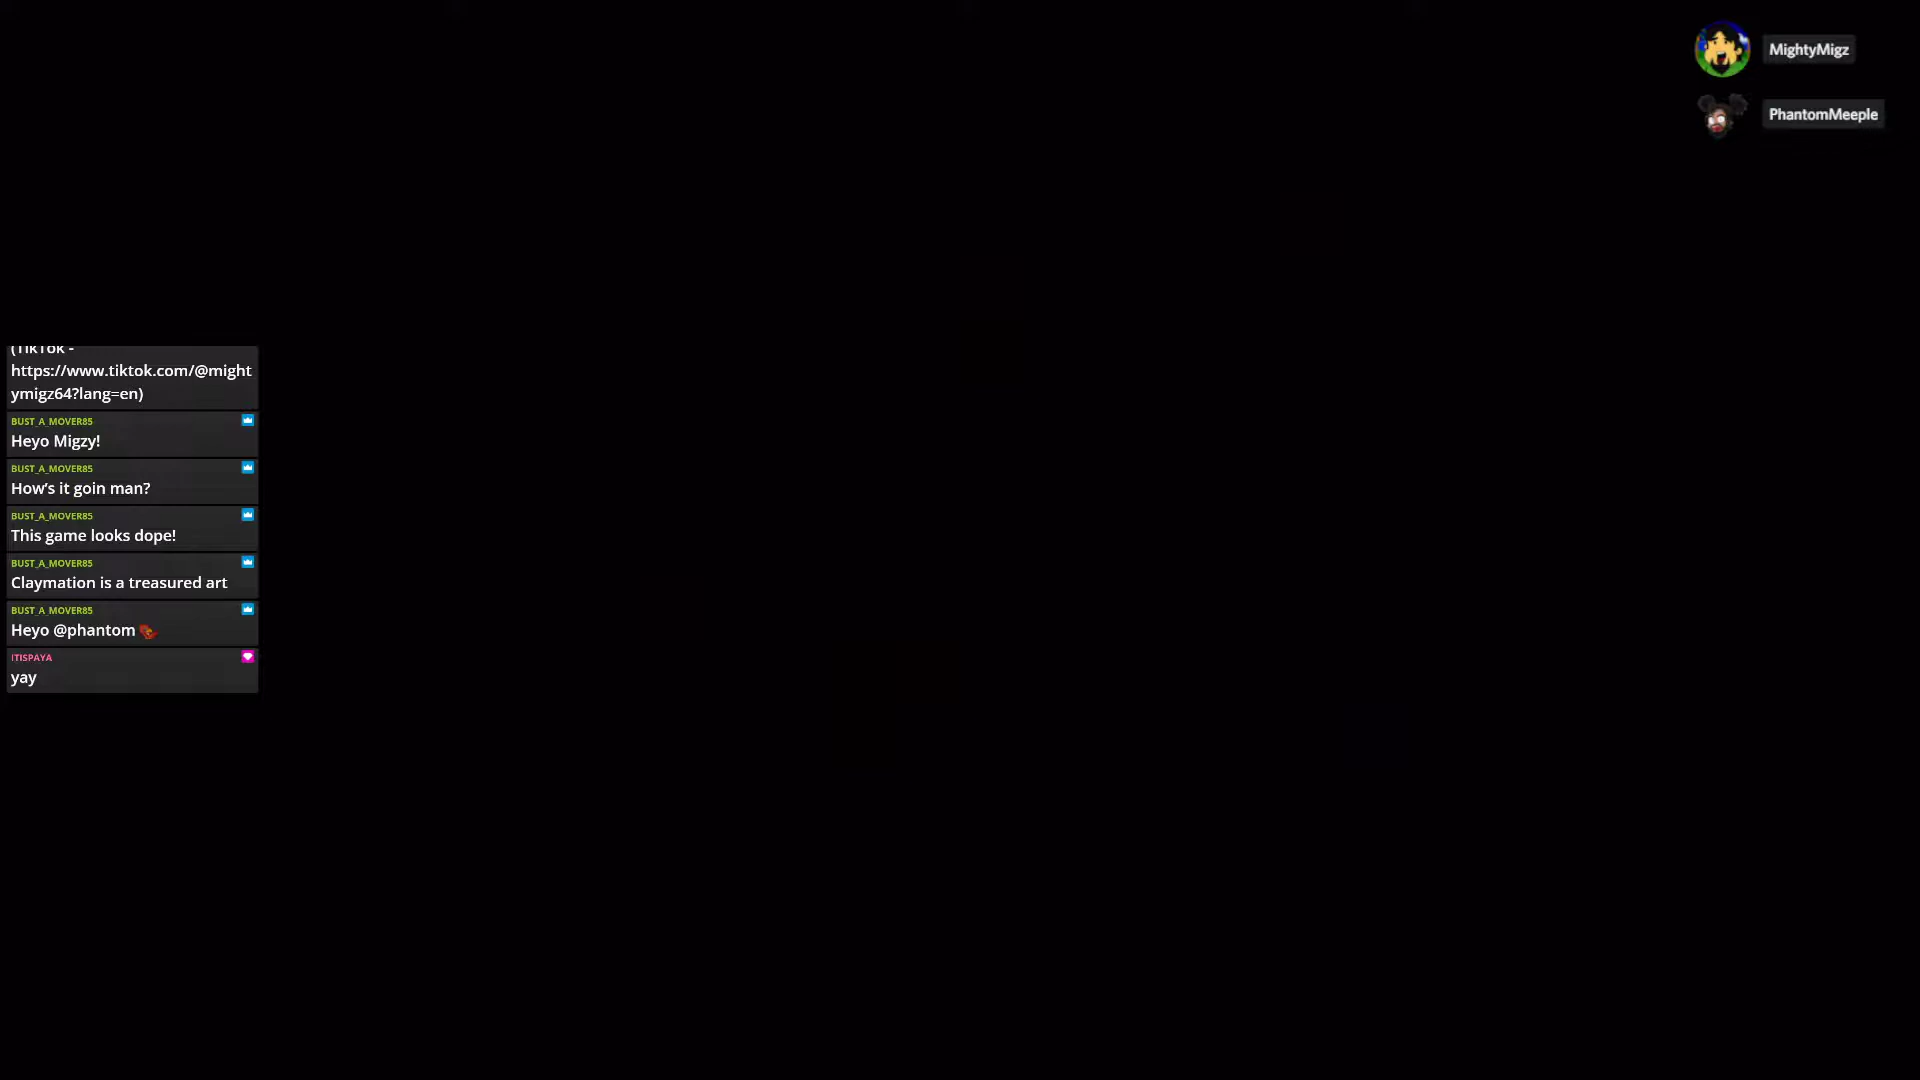 MightyMigz
PhantomMeeple
(TikTok -
https://www.tiktok.com/@might
ymigz64?lang=en)
BUST_A_MOVER85
Heyo Migzy!
BUST_A_MOVER85
How's it goin man?
BUST_A_MOVER85
This game looks dope!
BUST_A_MOVER85
Claymation is a treasured art
BUST_A_MOVER85
Heyo @phantom
ITISPAYA
yay